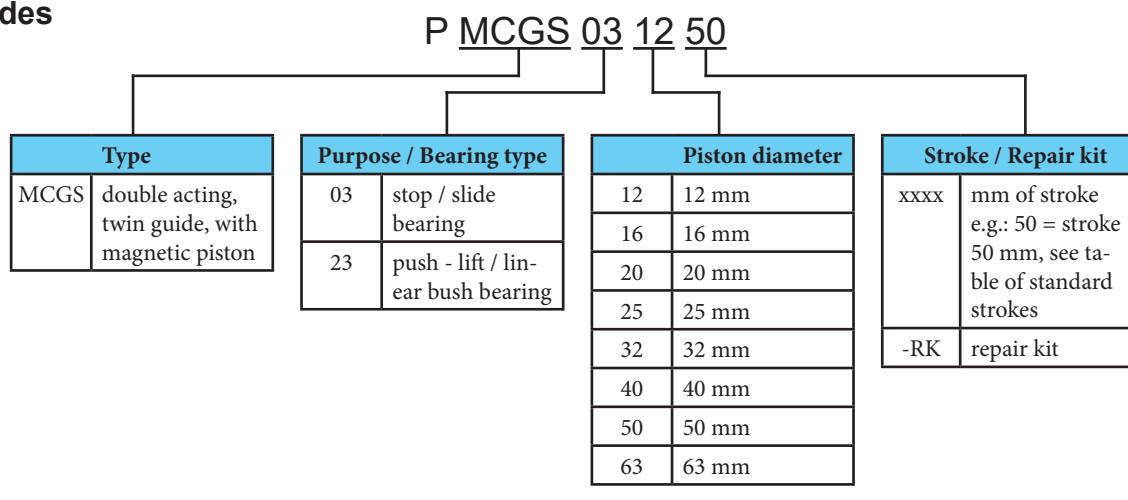 des
P MCGS 03 12 50
Type
MCGS double acting,
twin guide, with
magnetic piston
Purpose / Bearing type
03 stop / slide
bearing
23 push - lift / lin-
ear bush bearing
Piston diameter
12 12 mm
16 16 mm
20 20 mm
25 25 mm
32 32 mm
40 40 mm
50 50 mm
63 63 mm
Stroke / Repair kit
xxxx mm of stroke
e.g.: 50 = stroke
50 mm, see ta-
ble of standard
strokes
-RK repair kit